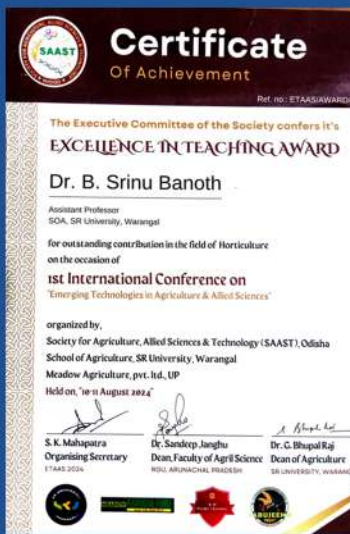 SAAST
Certificate
Of Achievement
Ref. no.: ETAAS/AWARD/
The Executive Committee of the Society confers it's
EXCELLENCE IN TEACHING AWARD
Dr. B. Srinu Banoth
Assistant Professor
SOA, SR University, Warangal
for outstanding contribution in the field of Horticulture
on the occasion of
1st International Conference on
"Emerging Technologies in Agriculture & Allied Sciences"
organized by,
Society for Agriculture, Allied Sciences & Technology (SAAST), Odisha
School of Agriculture, SR University, Warangal
Meadow Agriculture, pvt. ltd., UP
Held on, "10-11 August 2024"
S. K. Mahapatra
Organising Secretary
ETAAS 2024
Dr. Sandeep Janghu
Dean, Faculty of Agril Science
RGU, ARUNACHAL PRADESH
Dr. G. Bhupal Raj
Dean of Agriculture
SR UNIVERSITY, WARANG